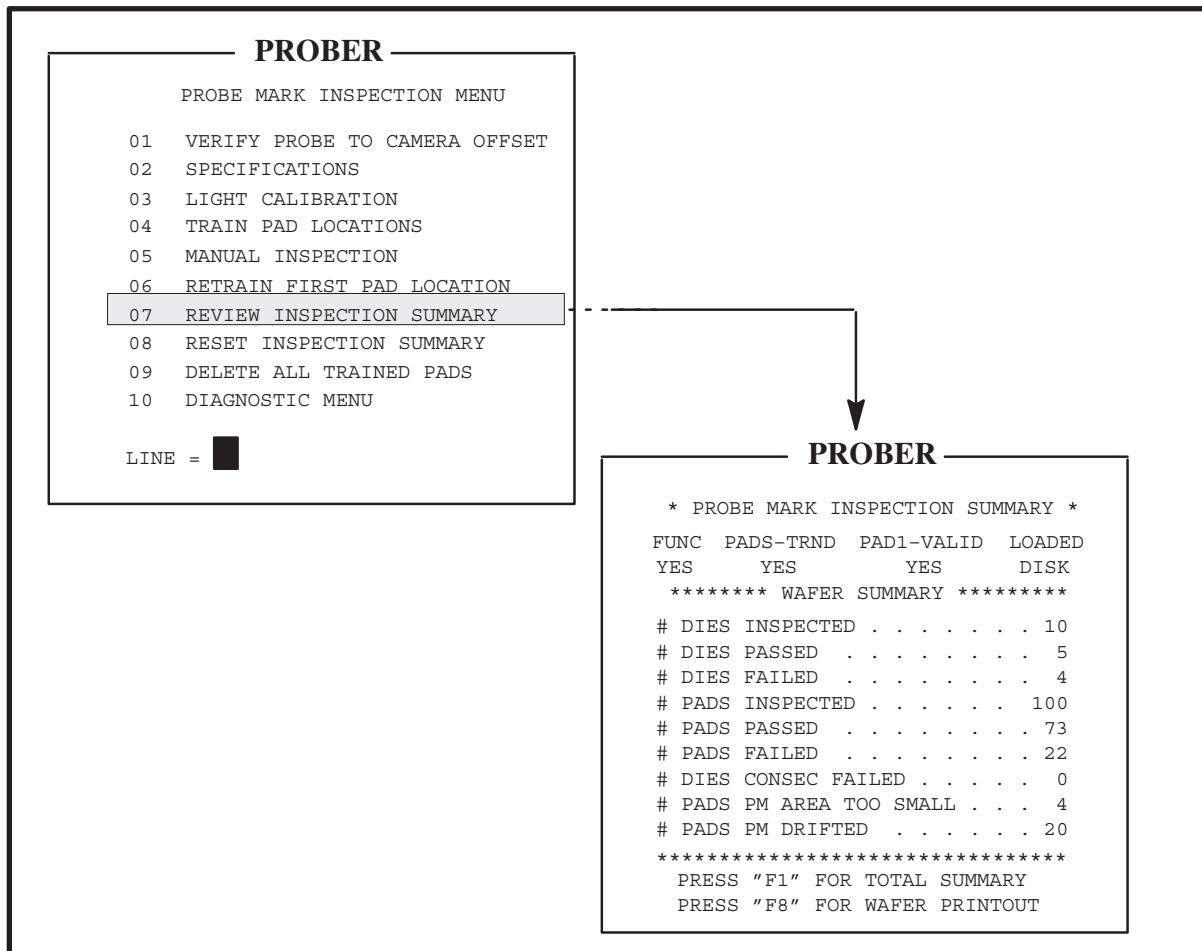 PROBER
PROBE MARK INSPECTION MENU
01 VERIFY PROBE TO CAMERA OFFSET
02 SPECIFICATIONS
03 LIGHT CALIBRATION
04 TRAIN PAD LOCATIONS
05 MANUAL INSPECTION
06 RETRAIN FIRST PAD LOCATION
07 REVIEW INSPECTION SUMMARY
08 RESET INSPECTION SUMMARY
09 DELETE ALL TRAINED PADS
10 DIAGNOSTIC MENU
LINE =
PROBER
* PROBE MARK INSPECTION SUMMARY *
FUNC PADS-TRND PAD1-VALID LOADED
YES YES YES DISK
******** WAFER SUMMARY *********
# DIES INSPECTED . . . . . . . 10
# DIES PASSED . . . . . . . . 5
# DIES FAILED . . . . . . . . 4
# PADS INSPECTED . . . . . . 100
# PADS PASSED . . . . . . . . 73
# PADS FAILED . . . . . . . . 22
# DIES CONSEC FAILED . . . . . 0
# PADS PM AREA TOO SMALL . . . 4
# PADS PM DRIFTED . . . . . . 20
*********************************
PRESS ″F1″ FOR TOTAL SUMMARY
PRESS ″F8″ FOR WAFER PRINTOUT